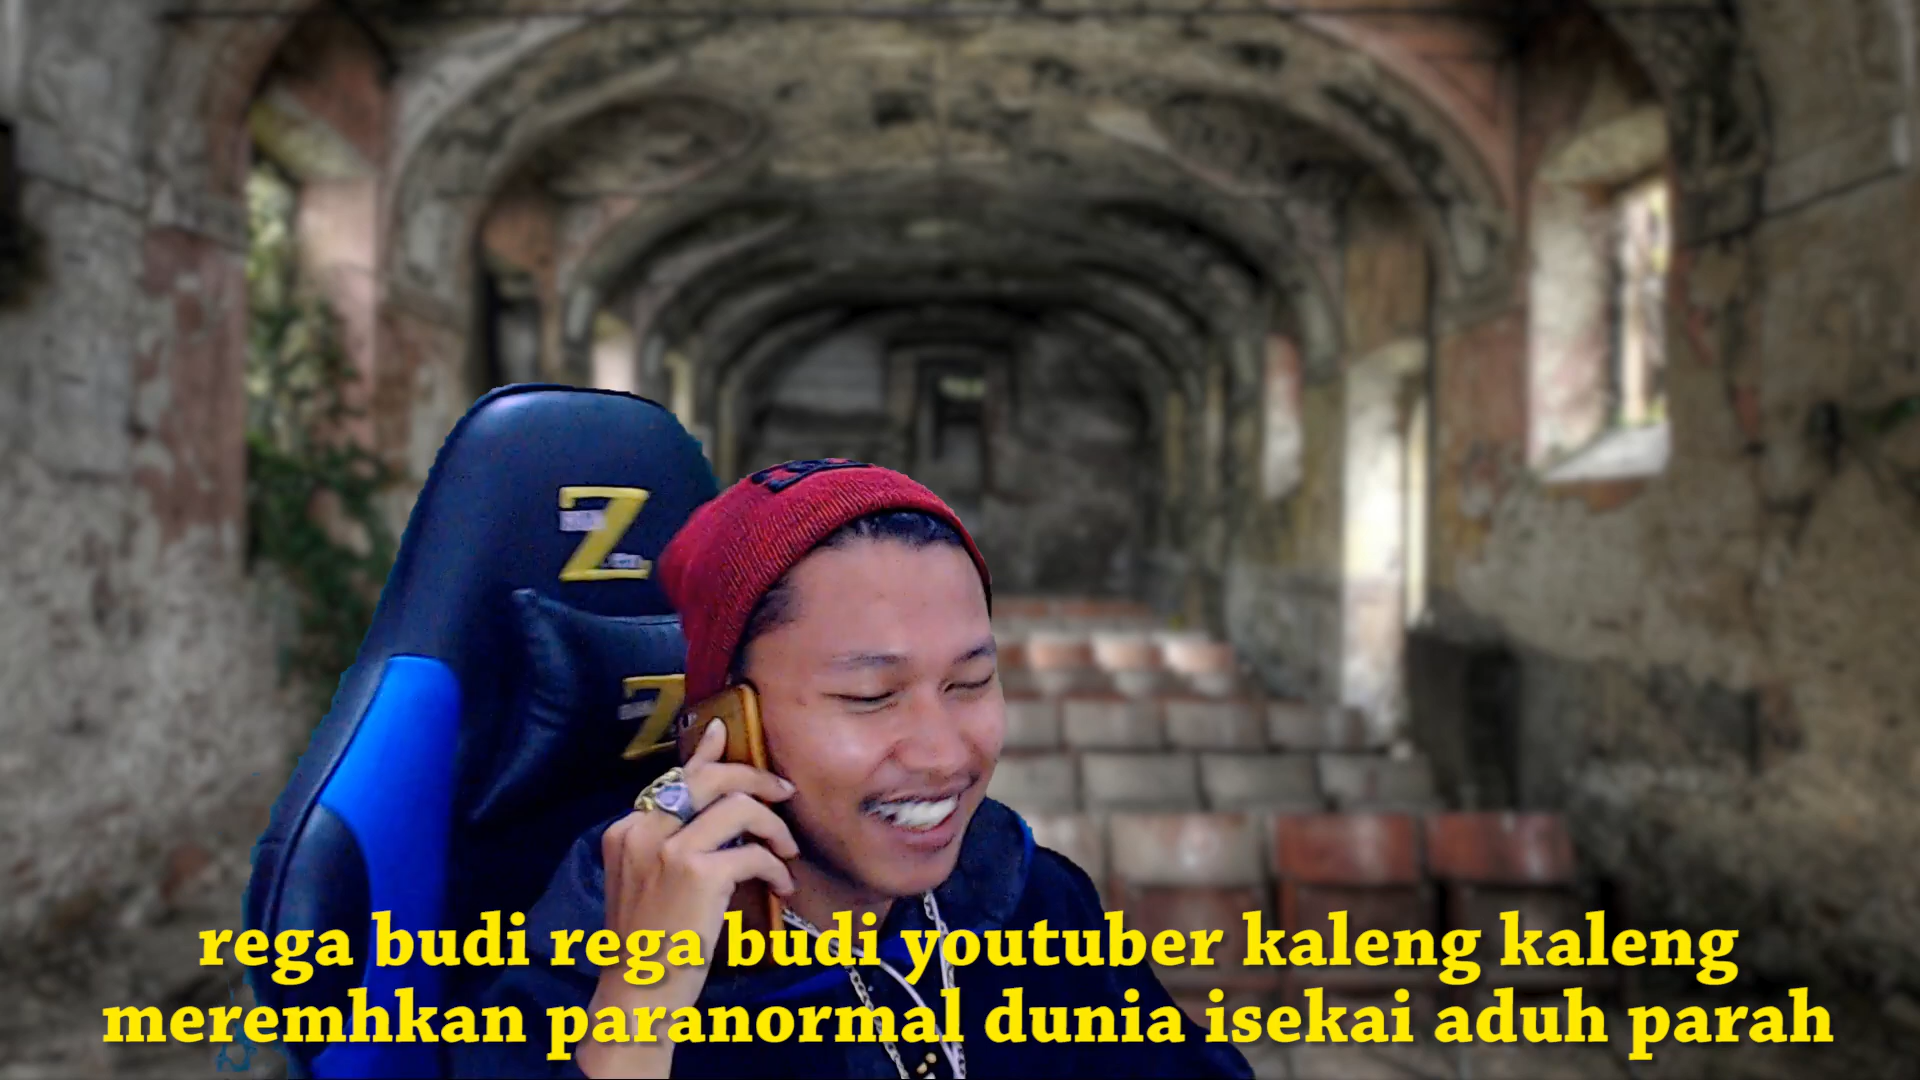 Z
Z
rega budi rega budi youtuber kaleng kaleng
meremhkan paranormal dunia isekai aduh parah